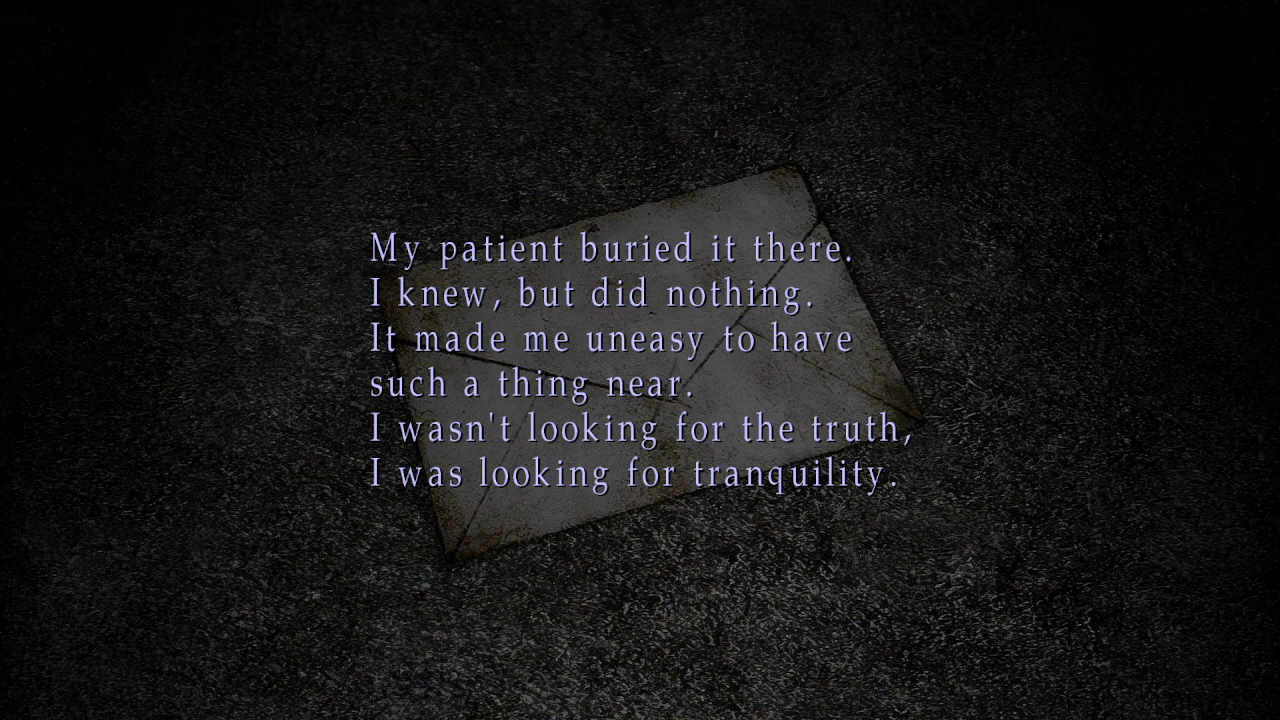 My patient buried it there.
I knew, but did nothing.
It made me uneasy to have
such a thing near.
I wasn't looking for the truth,
I was looking for tranquility.